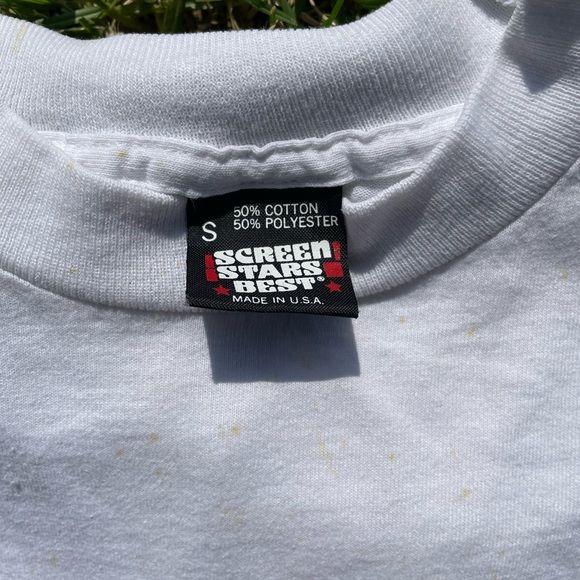 S
50% COTTON
50% POLYESTER
SCREEN
STARS
BEST®
MADE IN U.S.A.